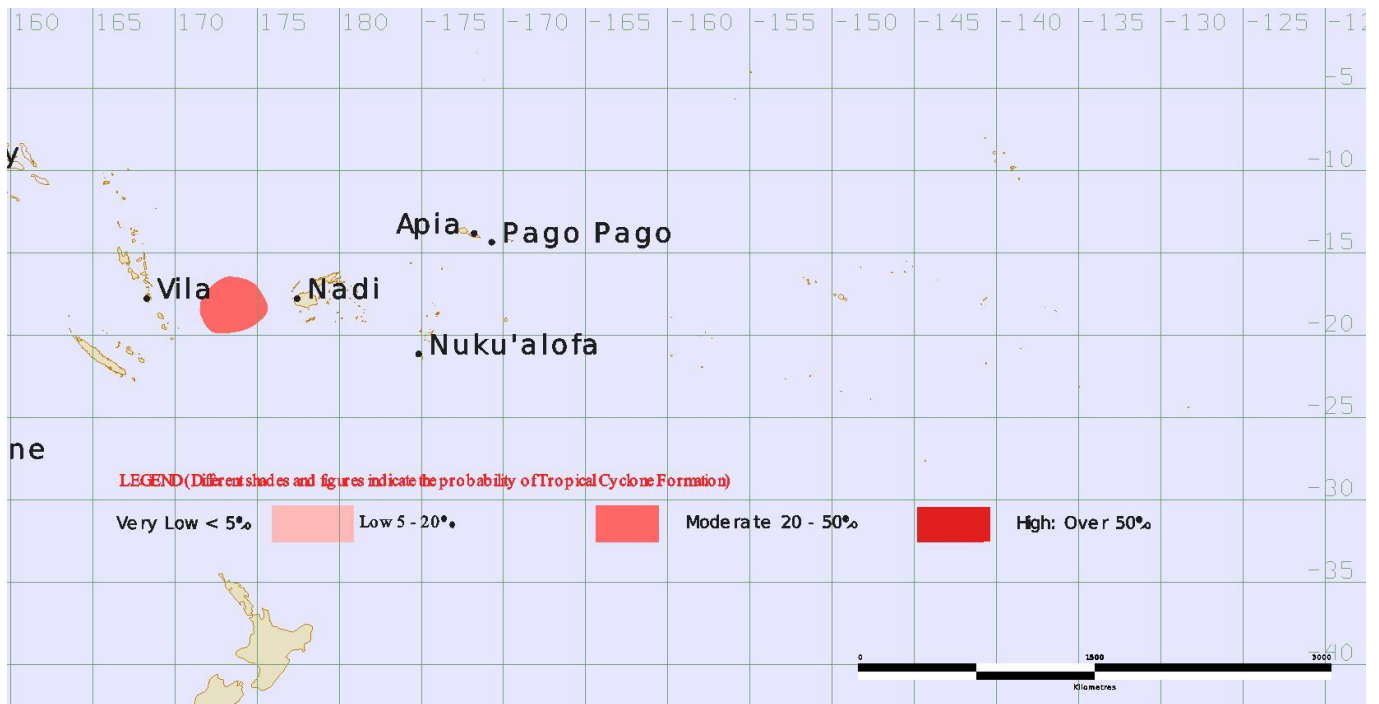 160 165 170 175 180 -175 -170 -165 -160 -155 -150 -145 -140 -135 -130 -125 -12
-5
-10
y
Apia
Pago Pago
-15
Vila
Nadi
-20
Nuku'alofa
-25
ne
LEGEND (Different shades and figures indicate the probability of Tropical Cyclone Formation)
-30
Very Low < 5% Low 5 - 20% Moderate 20 - 50% High: Over 50%
-35
-40
0 1500 3000
Kilometres